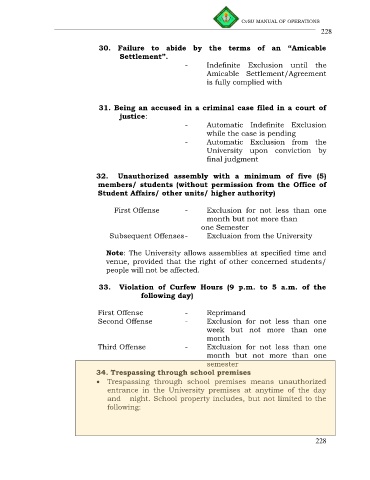 CvSU MANUAL OF OPERATIONS
228
30. Failure to abide by the terms of an “Amicable
Settlement”.
- Indefinite Exclusion until the
Amicable Settlement/Agreement
is fully complied with
31. Being an accused in a criminal case filed in a court of
justice:
- Automatic Indefinite Exclusion
while the case is pending
- Automatic Exclusion from the
University upon conviction by
final judgment
32. Unauthorized assembly with a minimum of five (5)
members/ students (without permission from the Office of
Student Affairs/ other units/ higher authority)
First Offense - Exclusion for not less than one
month but not more than
one Semester
Subsequent Offenses- Exclusion from the University
Note: The University allows assemblies at specified time and
venue, provided that the right of other concerned students/
people will not be affected.
33. Violation of Curfew Hours (9 p.m. to 5 a.m. of the
following day)
First Offense - Reprimand
Second Offense - Exclusion for not less than one
week but not more than one
month
Third Offense - Exclusion for not less than one
month but not more than one
semester
34. Trespassing through school premises
• Trespassing through school premises means unauthorized
entrance in the University premises at anytime of the day
and night. School property includes, but not limited to the
following:
228